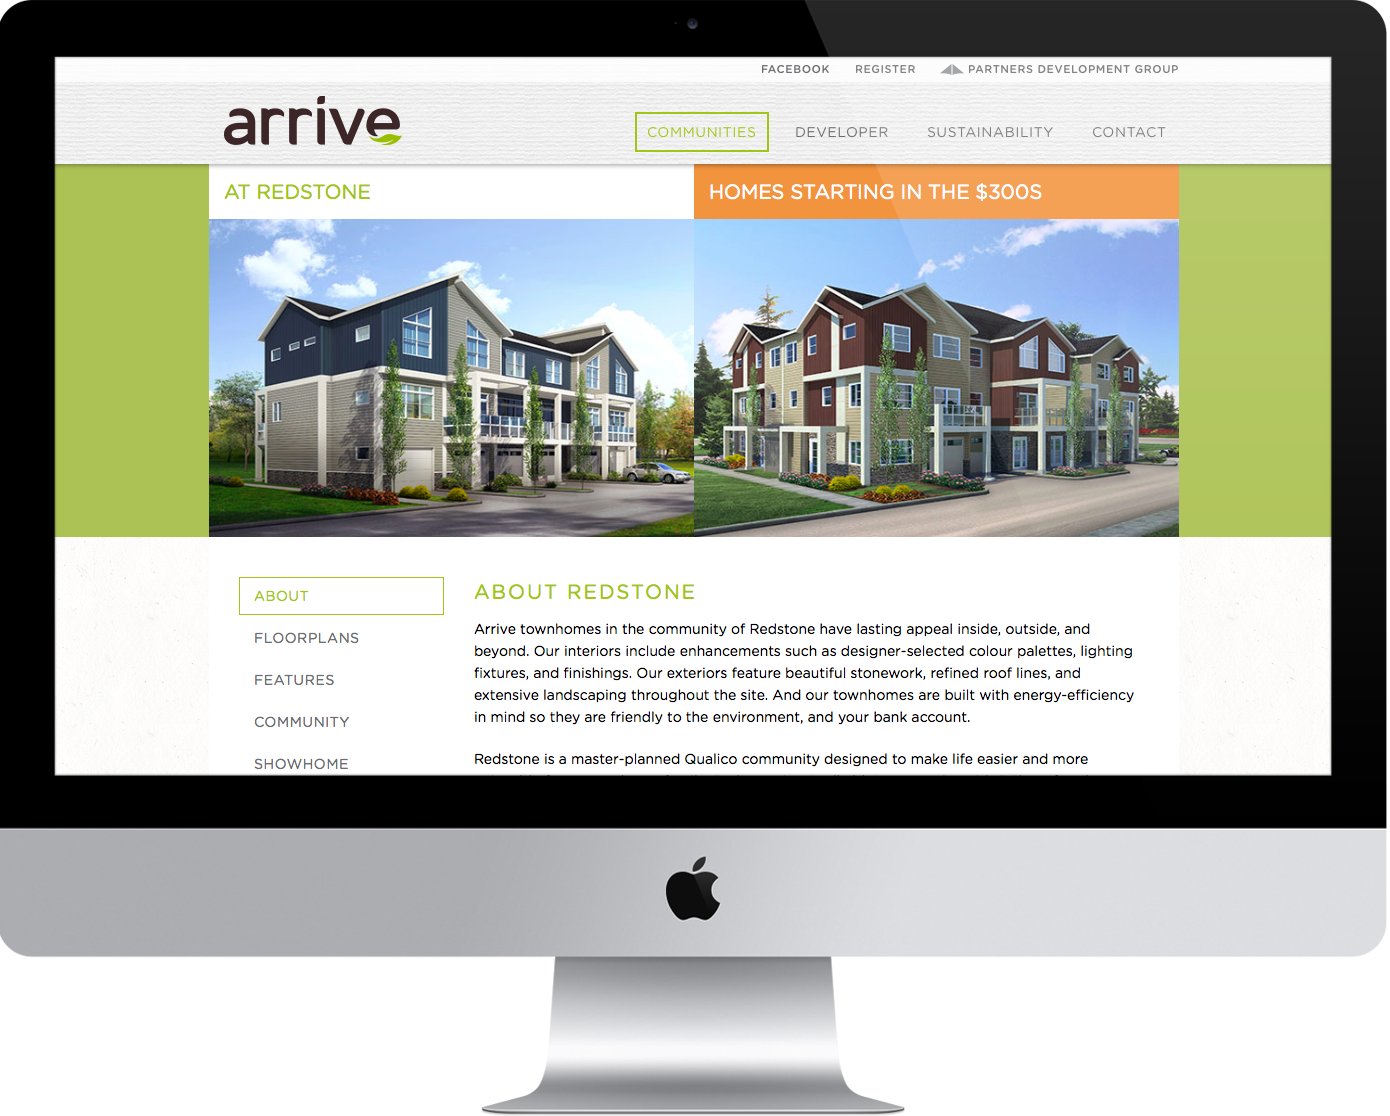 FACEBOOK REGISTER PARTNERS DEVELOPMENT GROUP
arrive
COMMUNITIES DEVELOPER SUSTAINABILITY CONTACT
AT REDSTONE
HOMES STARTING IN THE $300S
ABOUT
FLOORPLANS
FEATURES
COMMUNITY
SHOWHOME
ABOUT REDSTONE
Arrive townhomes in the community of Redstone have lasting appeal inside, outside, and
beyond. Our interiors include enhancements such as designer-selected colour palettes, lighting
fixtures, and finishings. Our exteriors feature beautiful stonework, refined roof lines, and
extensive landscaping throughout the site. And our townhomes are built with energy-efficiency
in mind so they are friendly to the environment, and your bank account.
Redstone is a master-planned Qualico community designed to make life easier and more